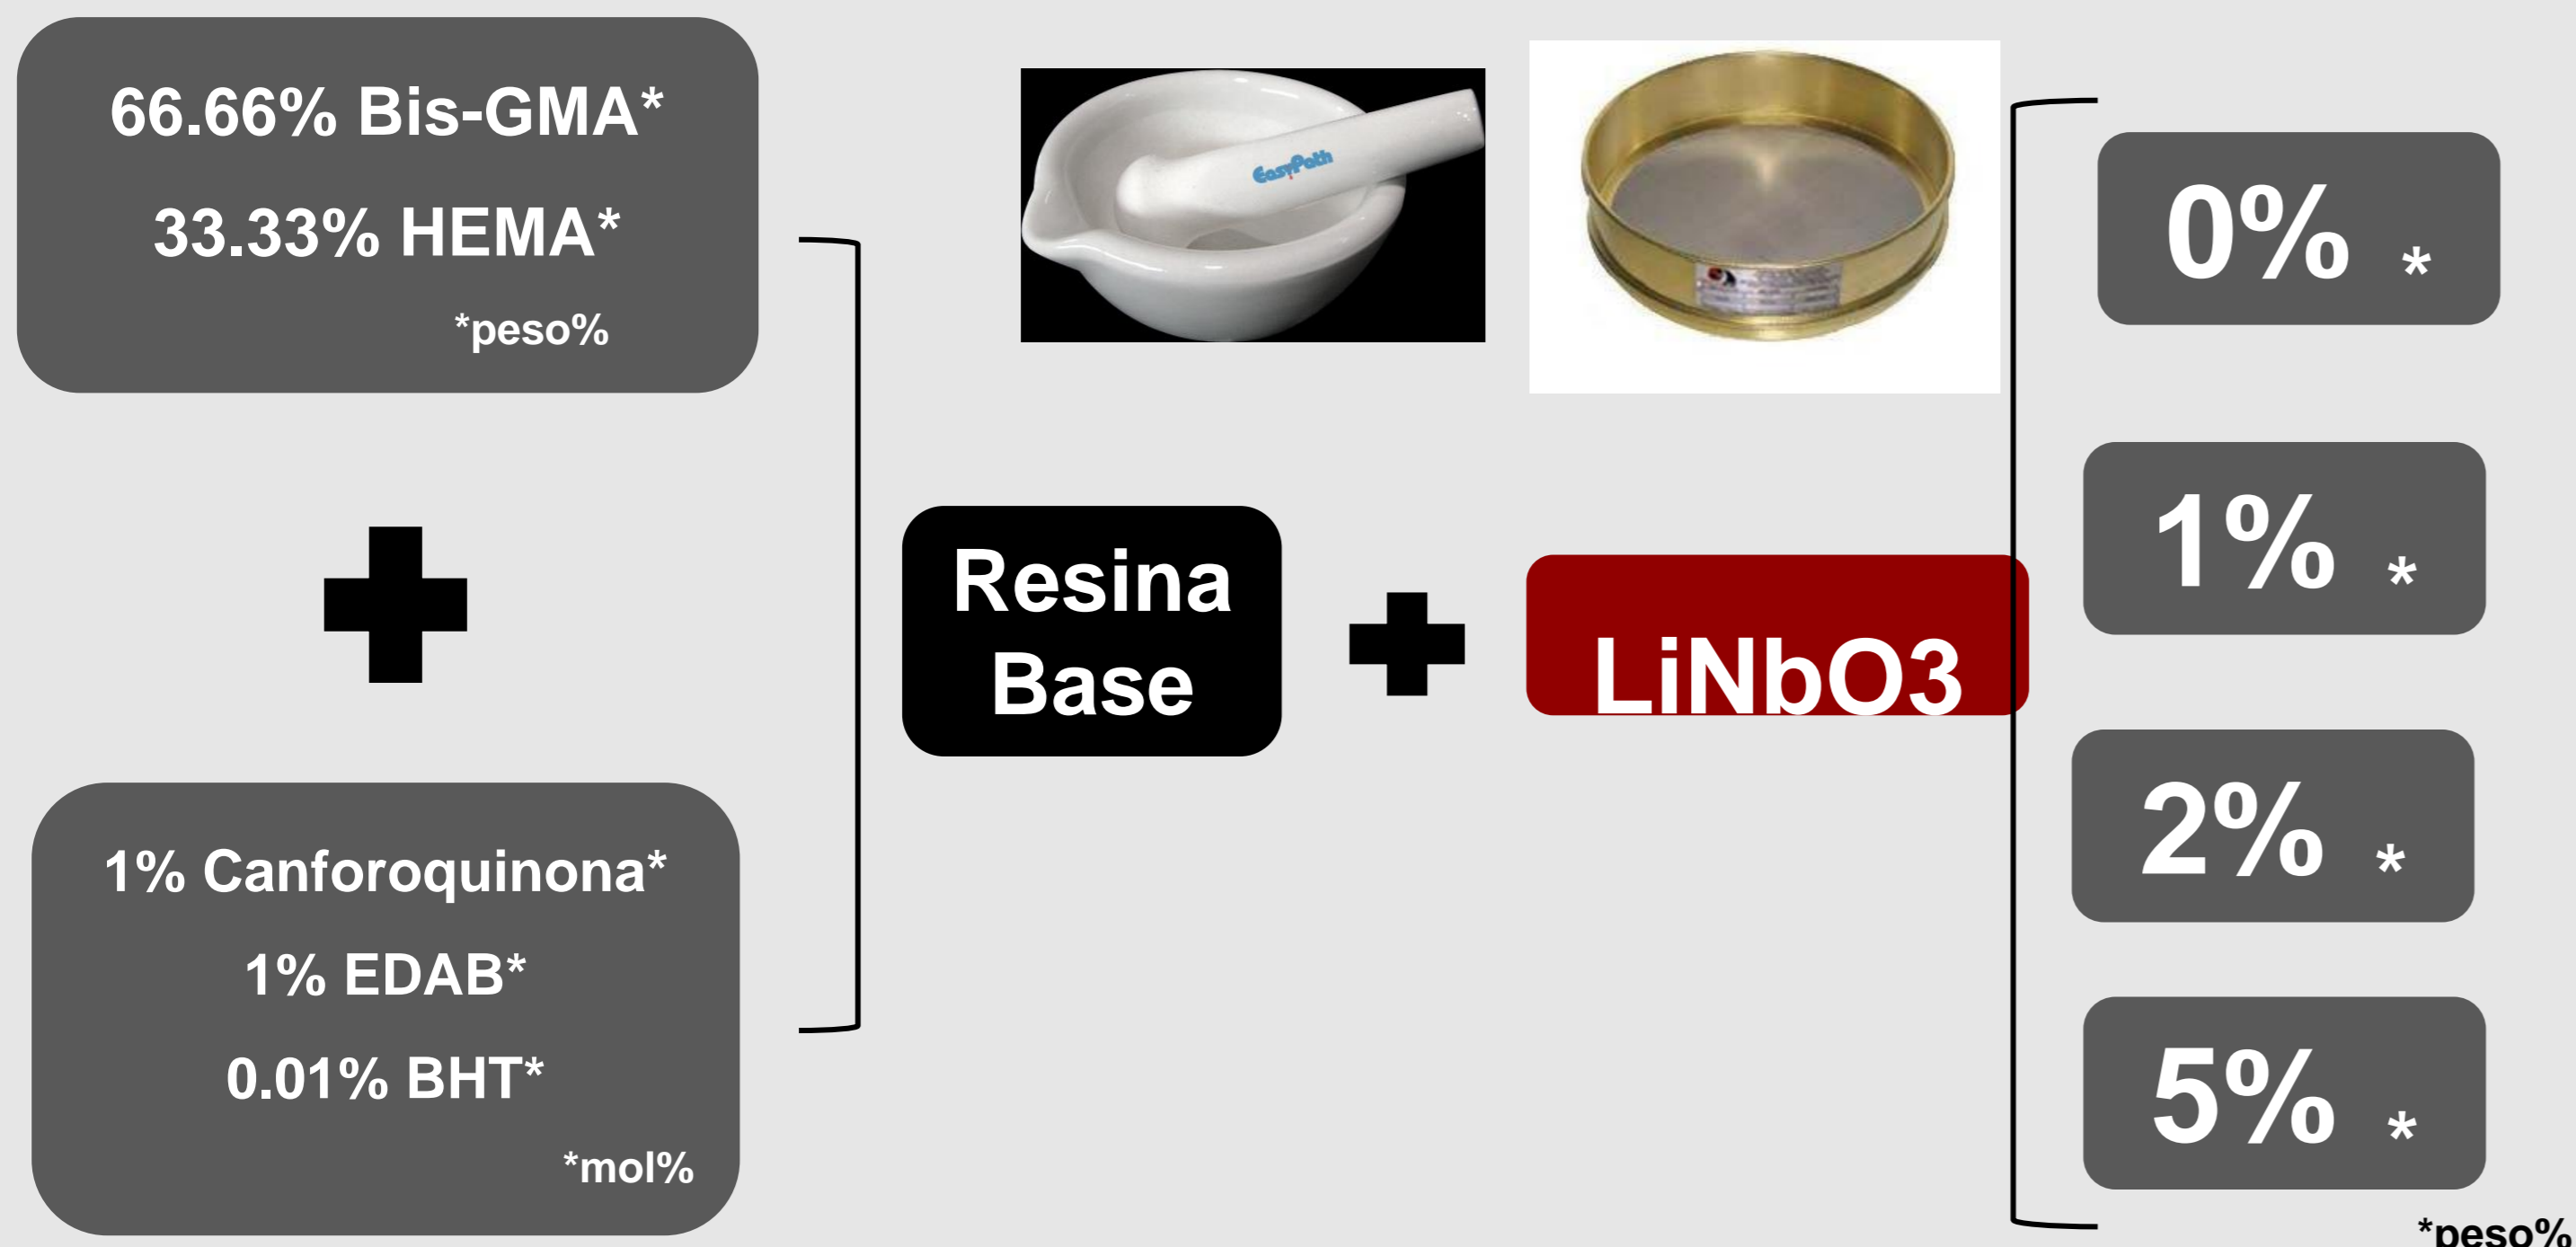 66.66% Bis-GMA*
33.33% HEMA*
*peso%
1% Canforoquinona*
1% EDAB*
0.01% BHT*
*mol%
EasyPath
Resina
Base
LiNbO3
0% *
1% *
2% *
5% *
*peso%